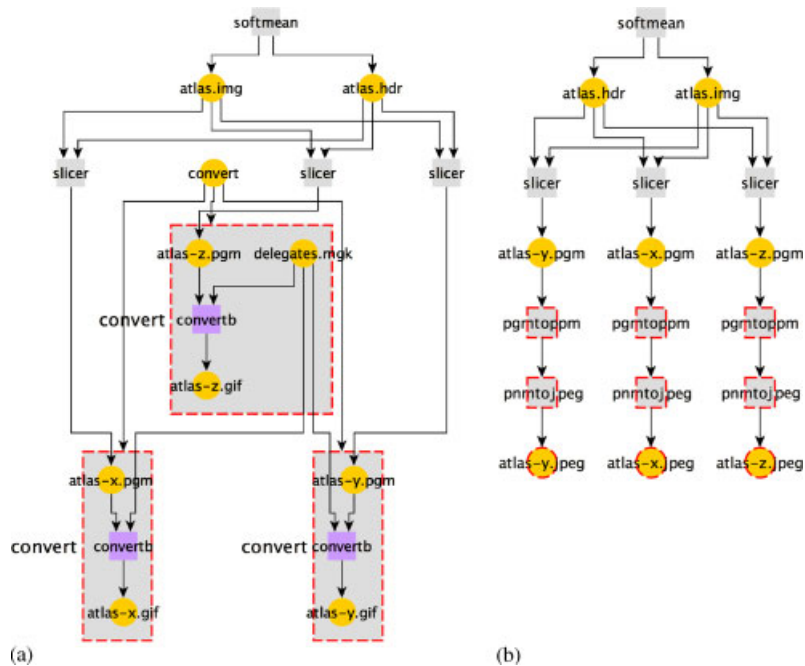 softmean
atlas.img
atlas.hdr
slicer
convert
slicer
slicer
atlas-z.pgm
delegates.mgk
convert
convertb
atlas-z.gif
atlas-x.pgm
atlas-y.pgm
convert
convertb
convert
convertb
atlas-x.gif
atlas-y.gif
(a)
softmean
atlas.hdr
atlas.img
slicer
slicer
slicer
atlas-y.pgm
atlas-x.pgm
atlas-z.pgm
pgmtoppm
pgmtoppm
pgmtoppm
pnmtojpeg
pnmtojpeg
pnmtojpeg
atlas-y.jpeg
atlas-x.jpeg
atlas-z.jpeg
(b)